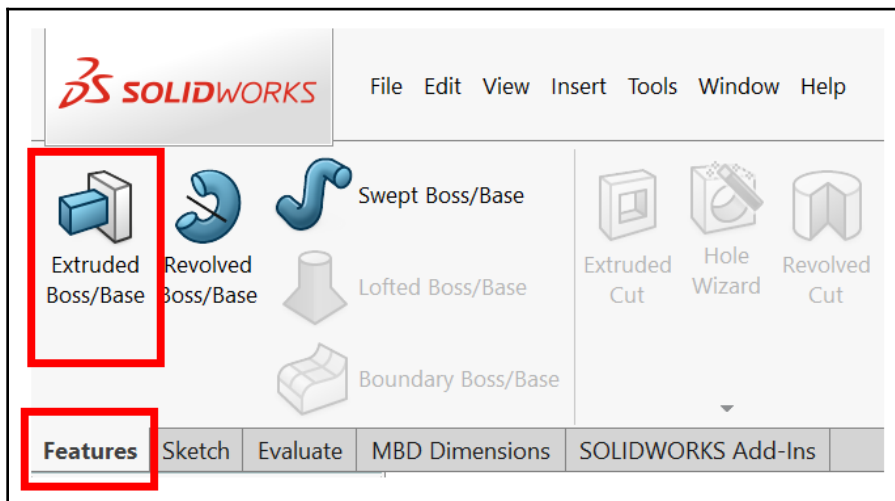 SOLIDWORKS
File Edit View Insert Tools Window Help
Extruded
Boss/Base
Revolved
Boss/Base
Swept Boss/Base
Lofted Boss/Base
Boundary Boss/Base
Extruded
Cut
Hole
Wizard
Revolved
Cut
Features Sketch Evaluate MBD Dimensions SOLIDWORKS Add-Ins